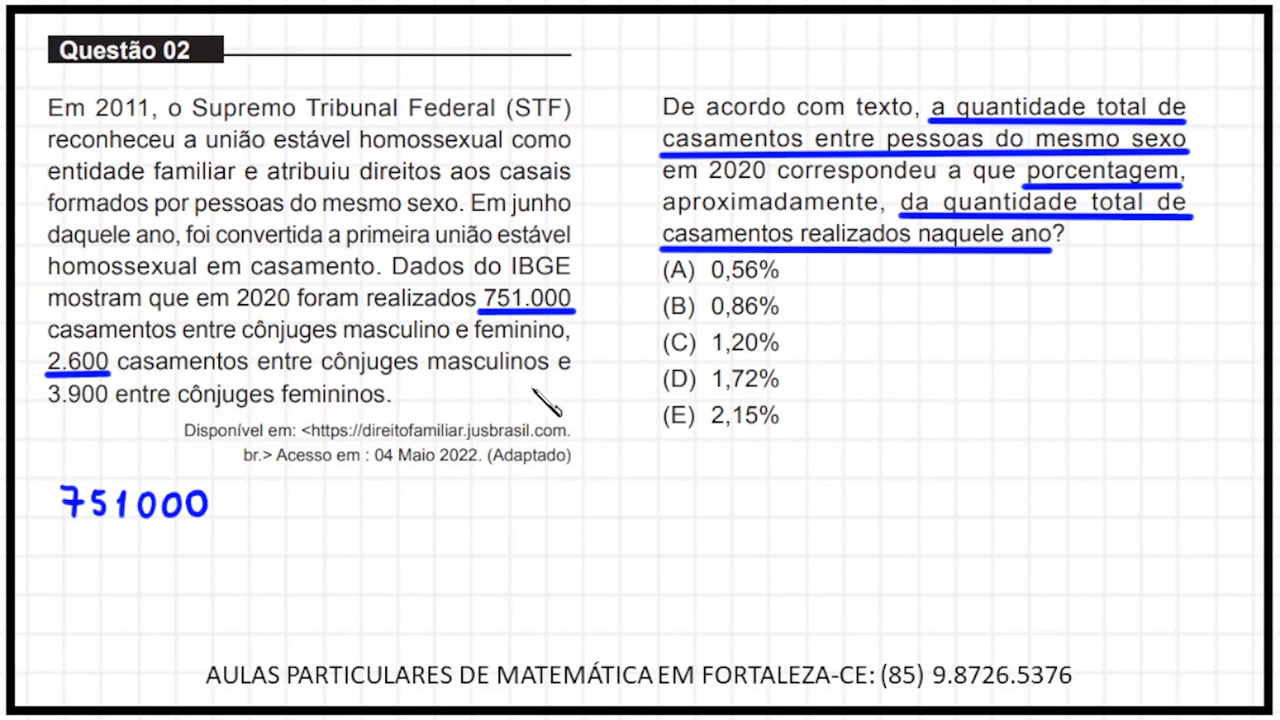 Questão 02
Em 2011, o Supremo Tribunal Federal (STF)
reconheceu a união estável homossexual como
entidade familiar e atribuiu direitos aos casais
formados por pessoas do mesmo sexo. Em junho
daquele ano, foi convertida a primeira união estável
homossexual em casamento. Dados do IBGE
mostram que em 2020 foram realizados 751.000
casamentos entre cônjuges masculino e feminino,
2.600 casamentos entre cônjuges masculinos e
3.900 entre cônjuges femininos.
Disponível em: <https://direitofamiliar.jusbrasil.com.
br.> Acesso em : 04 Maio 2022. (Adaptado)
751000
De acordo com texto, a quantidade total de
casamentos entre pessoas do mesmo sexo
em 2020 correspondeu a que porcentagem,
aproximadamente, da quantidade total de
casamentos realizados naquele ano?
(A) 0,56%
(B) 0,86%
(C) 1,20%
(D) 1,72%
(E) 2,15%
AULAS PARTICULARES DE MATEMÁTICA EM FORTALEZA-CE: (85) 9.8726.5376